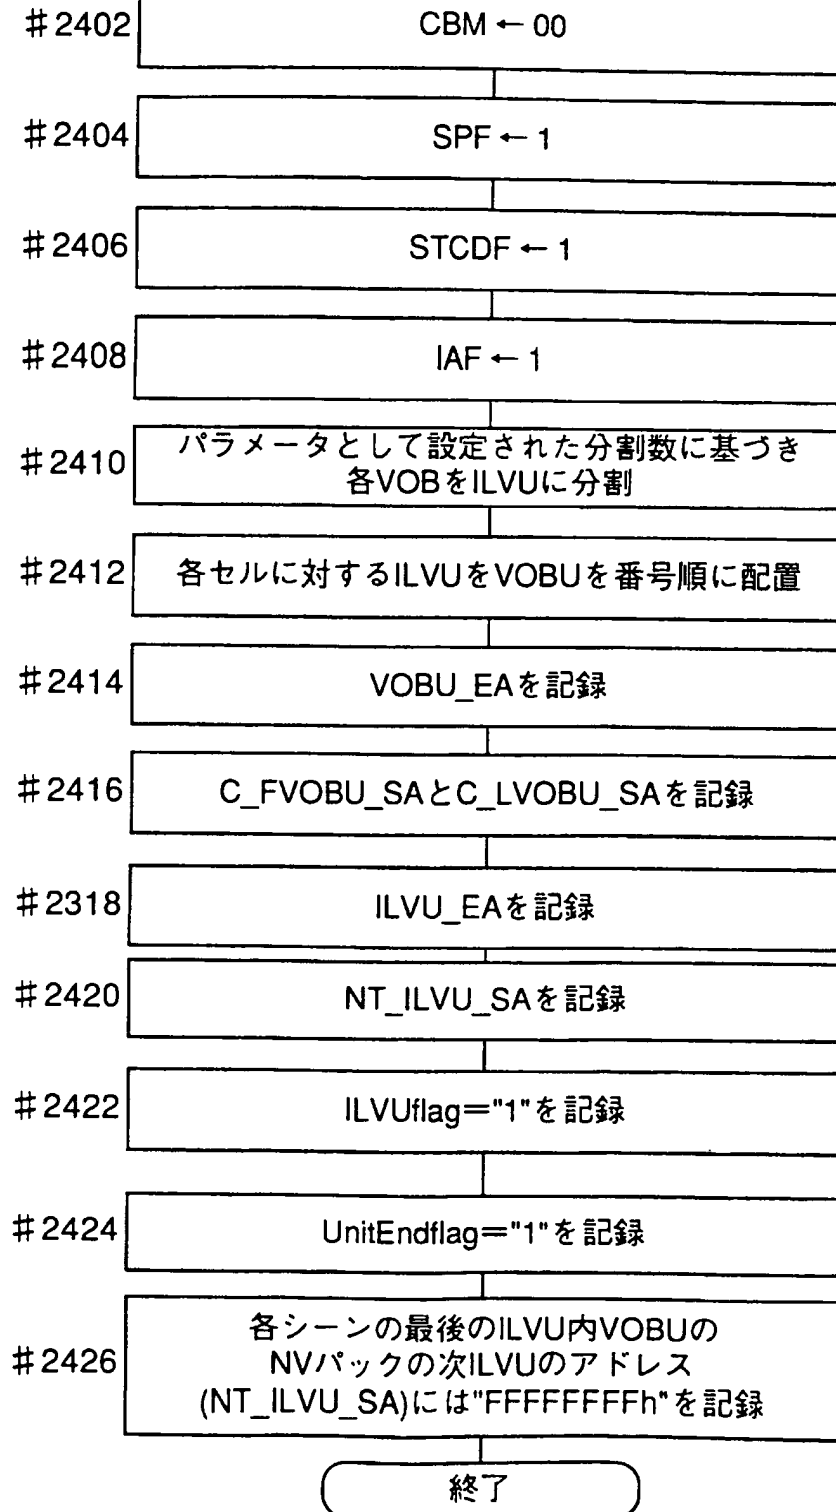 #2402 CBM ← 00
#2404 SPF ← 1
#2406 STCDF ← 1
#2408 IAF ← 1
#2410 パラメータとして設定された分割数に基づき
各VOBをILVUに分割
#2412 各セルに対するILVUをVOBUを番号順に配置
#2414 VOBU_EAを記録
#2416 C_FVOBU_SAとC_LVOBU_SAを記録
#2318 ILVU_EAを記録
#2420 NT_ILVU_SAを記録
#2422 ILVUflag="1"を記録
#2424 UnitEndflag="1"を記録
#2426 各シーンの最後のILVU内VOBUの
NVパックの次ILVUのアドレス
(NT_ILVU_SA)には"FFFFFFFFh"を記録
終了